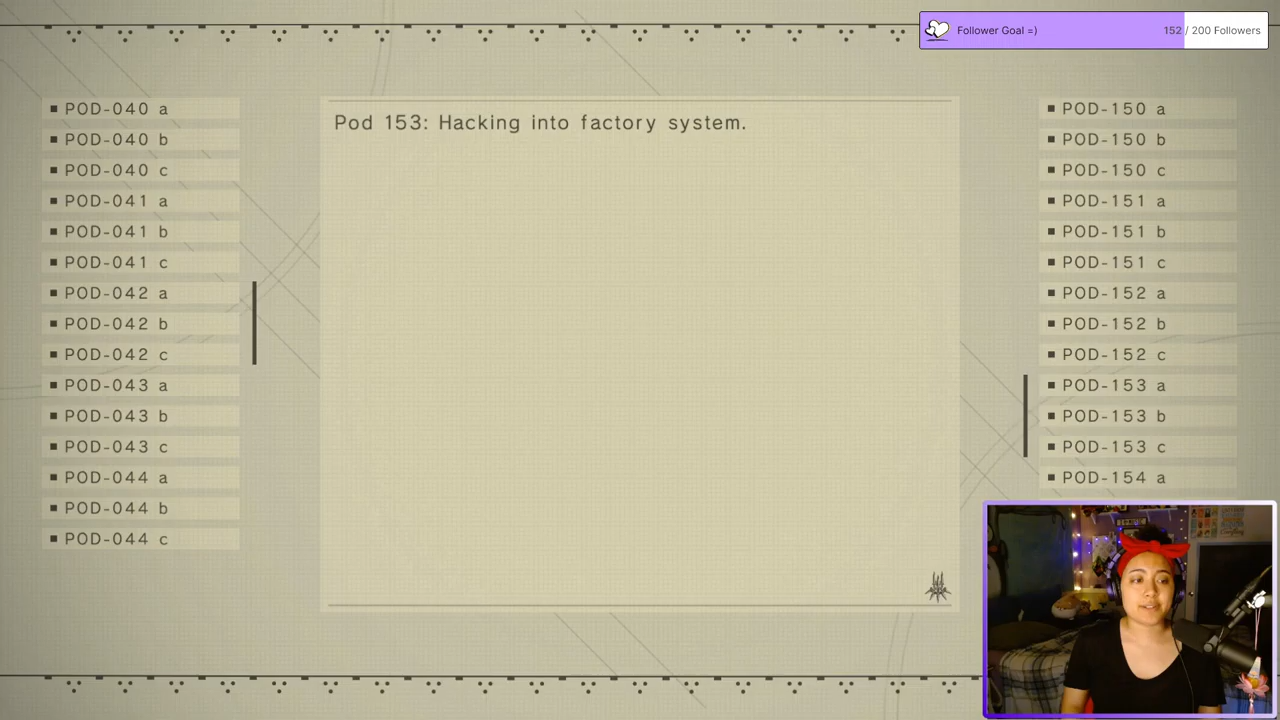 Follower Goal =)
152 / 200 Followers
POD-040 a
POD-040 b
POD-040 c
POD-041 a
POD-041 b
POD-041 c
POD-042 a
POD-042 b
POD-042 c
POD-043 a
POD-043 b
POD-043 c
POD-044 a
POD-044 b
POD-044 c
Pod 153: Hacking into factory system.
POD-150 a
POD-150 b
POD-150 c
POD-151 a
POD-151 b
POD-151 c
POD-152 a
POD-152 b
POD-152 c
POD-153 a
POD-153 b
POD-153 c
POD-154 a